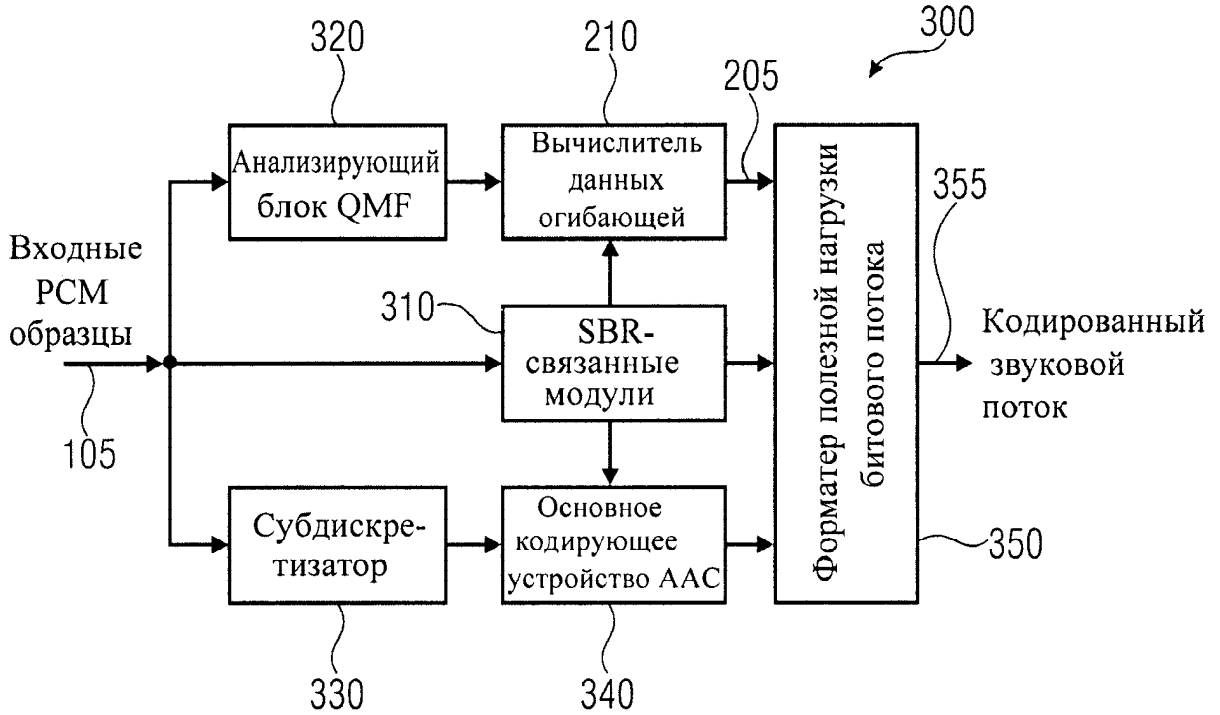 320
210
300
205
Анализирующий
блок QMF
Вычислитель
данных
огибающей
Форматер полезной нагрузки
битового потока
355
Входные
PCM
образцы
105
310
SBR-
связанные
модули
Кодированный
звуковой
поток
Субдискре-
тизатор
Основное
кодирующее
устройство AAC
350
330
340